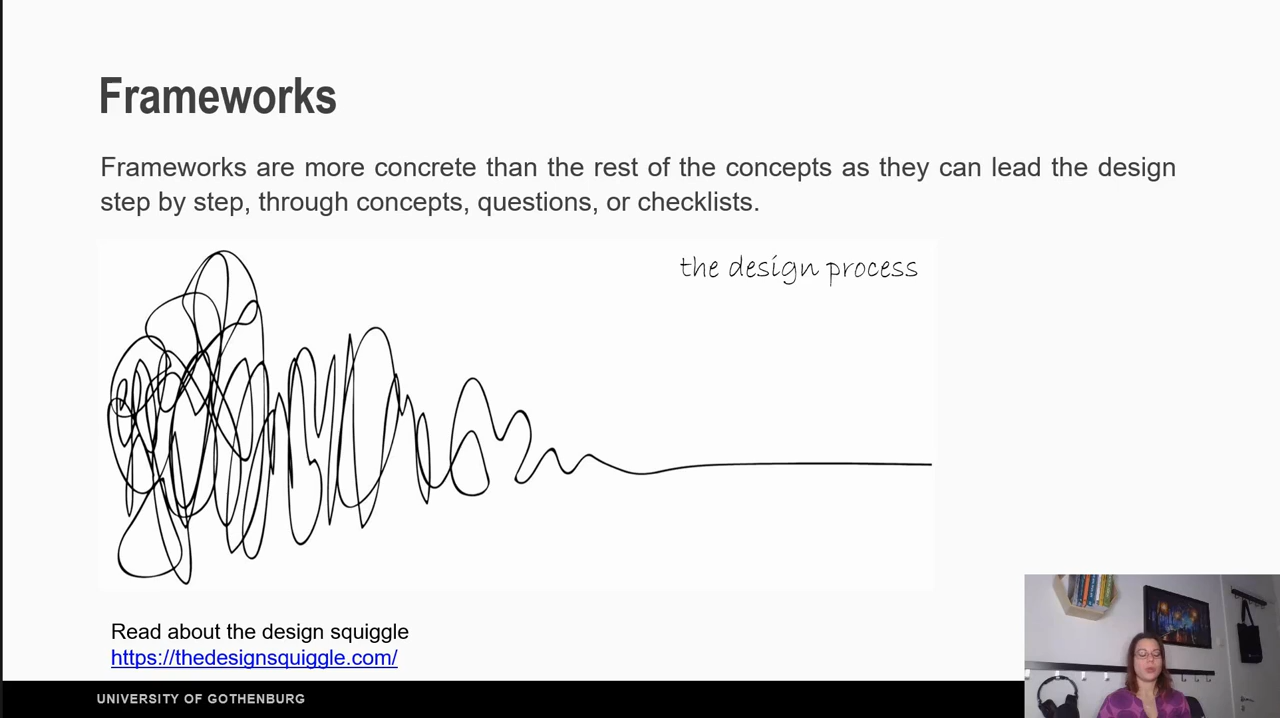 Frameworks
Frameworks are more concrete than the rest of the concepts as they can lead the design
step by step, through concepts, questions, or checklists.
the design process
Read about the design squiggle
https://thedesignsquiggle.com/
UNIVERSITY OF GOTHENBURG